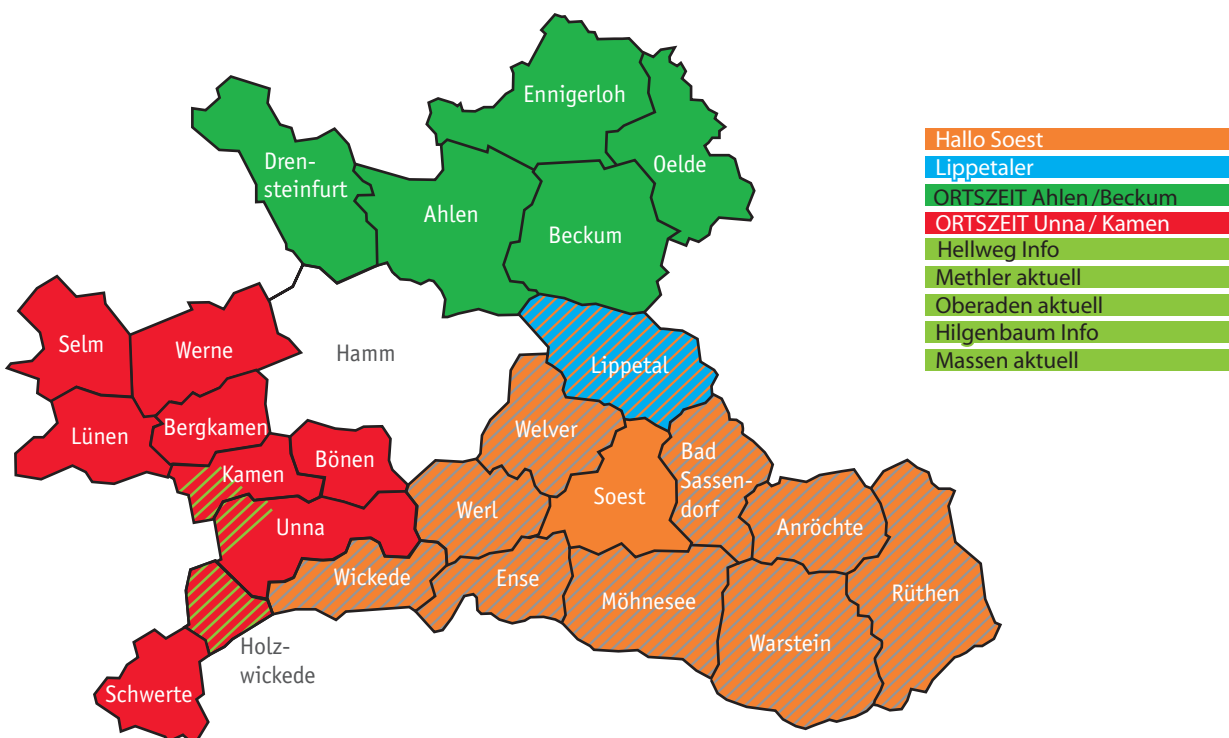 Ennigerloh
Oelde
Dren-
steinfurt
Ahlen
Beckum
Selm
Werne
Hamm
Lippetal
Lünen
Bergkamen
Kamen
Bönen
Welver
Bad
Sassen-
dorf
Soest
Werl
Unna
Anröchte
Wickede
Ense
Möhnesee
Rüthen
Warstein
Holz-
wickede
Schwerte
Hallo Soest
Lippetaler
ORTSZEIT Ahlen /Beckum
ORTSZEIT Unna / Kamen
Hellweg Info
Methler aktuell
Oberaden aktuell
Hilgenbaum Info
Massen aktuell